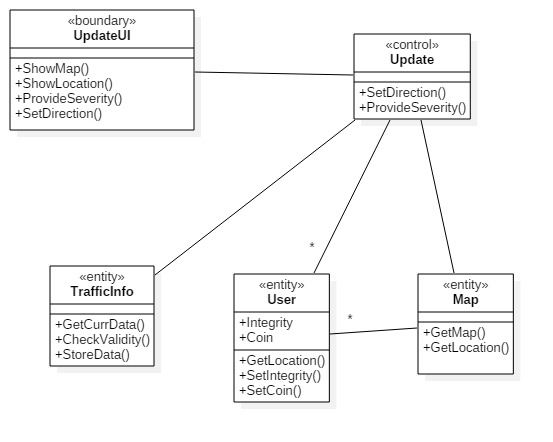 «boundary»
UpdateUI
+ShowMap()
+ShowLocation()
+ProvideSeverity()
+SetDirection()
«control»
Update
+SetDirection()
+ProvideSeverity()
*
«entity»
TrafficInfo
+GetCurrData()
+CheckValidity()
+StoreData()
«entity»
User
+Integrity
+Coin
+GetLocation()
+SetIntegrity()
+SetCoin()
*
«entity»
Map
+GetMap()
+GetLocation()